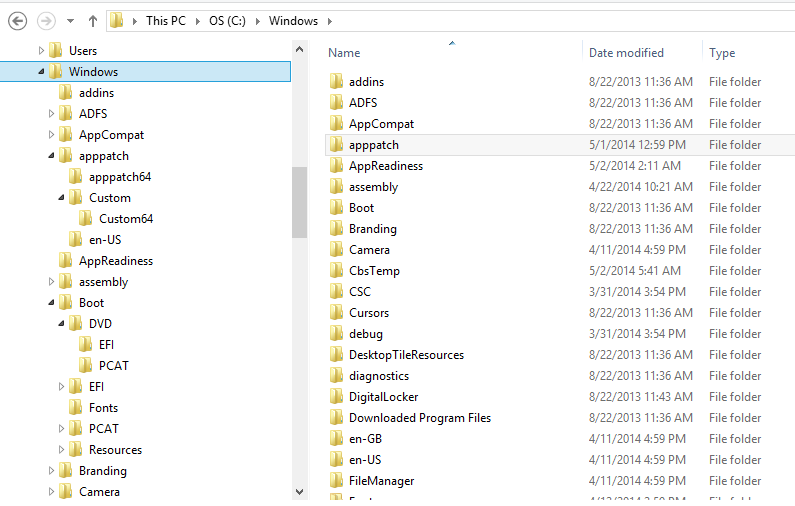 This PC OS (C:) Windows
Users
Windows
addins
ADFS
AppCompat
apppatch
apppatch64
Custom
Custom64
en-US
AppReadiness
assembly
Boot
DVD
EFI
PCAT
EFI
Fonts
PCAT
Resources
Branding
Camera
Name Date modified Type
addins 8/22/2013 11:36 AM File folder
ADFS 8/22/2013 11:36 AM File folder
AppCompat 8/22/2013 11:36 AM File folder
apppatch 5/1/2014 12:59 PM File folder
AppReadiness 5/2/2014 2:11 AM File folder
assembly 4/22/2014 10:21 AM File folder
Boot 8/22/2013 11:36 AM File folder
Branding 8/22/2013 11:36 AM File folder
Camera 4/11/2014 4:59 PM File folder
CbsTemp 5/2/2014 5:41 AM File folder
CSC 3/31/2014 3:54 PM File folder
Cursors 8/22/2013 11:36 AM File folder
debug 3/31/2014 3:54 PM File folder
DesktopTileResources 8/22/2013 11:36 AM File folder
diagnostics 8/22/2013 11:36 AM File folder
DigitalLocker 8/22/2013 11:43 AM File folder
Downloaded Program Files 8/22/2013 11:36 AM File folder
en-GB 4/11/2014 4:59 PM File folder
en-US 4/11/2014 4:59 PM File folder
FileManager 4/11/2014 4:59 PM File folder